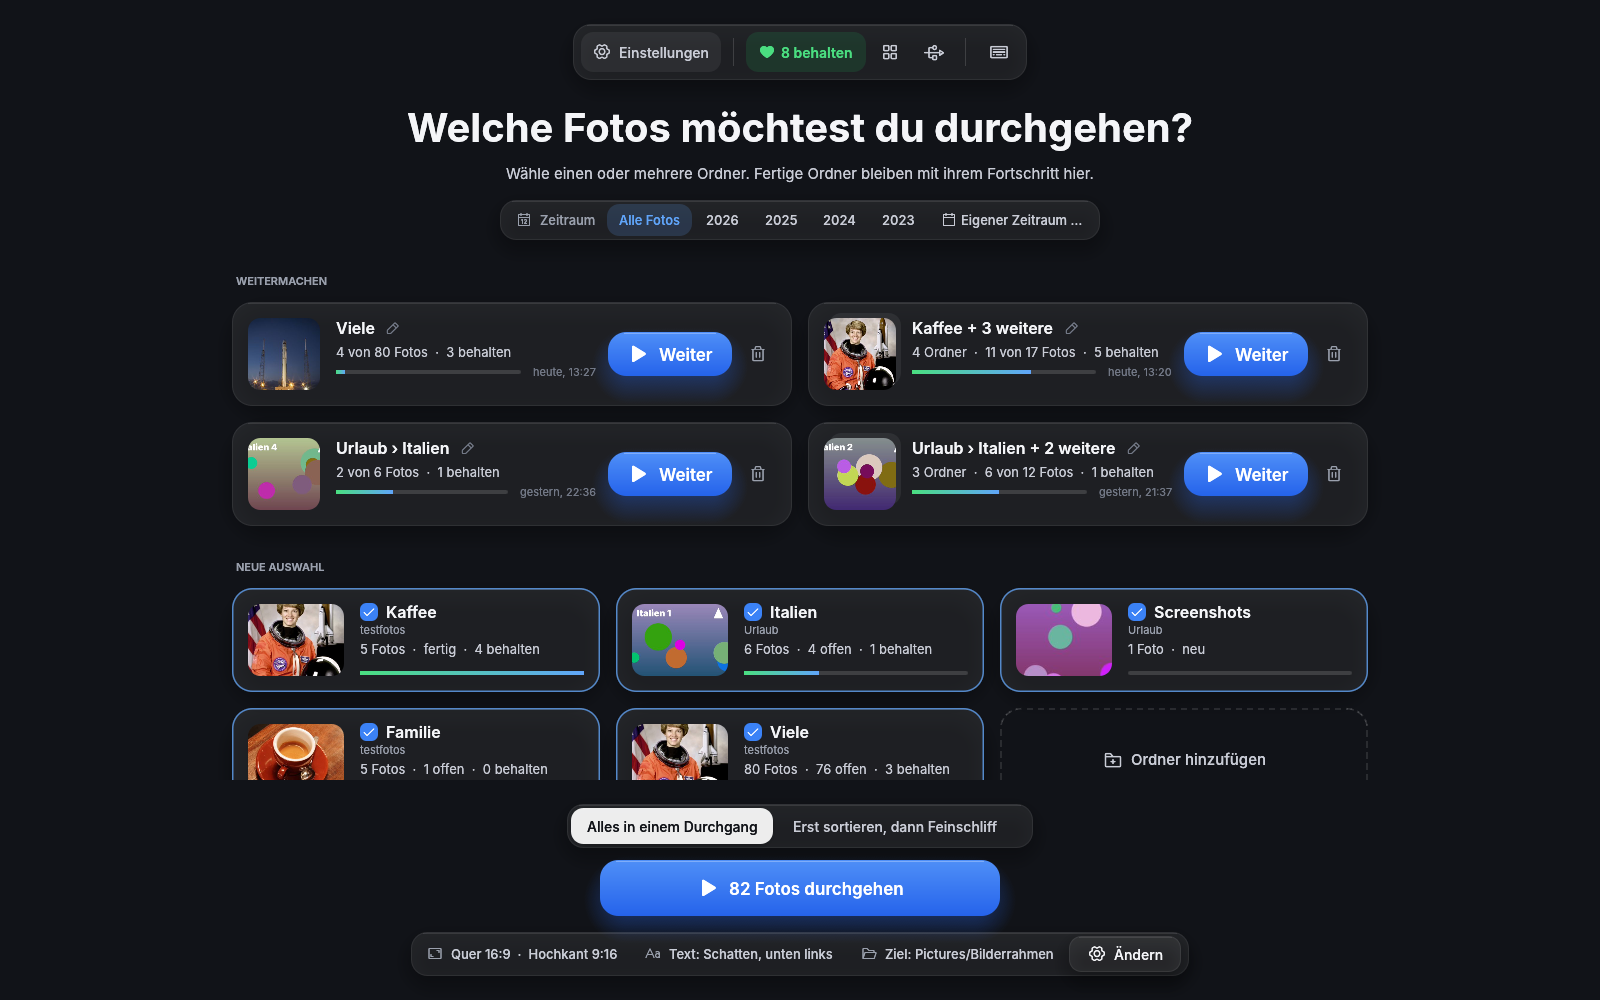 Einstellungen
8 behalten
Welche Fotos möchtest du durchgehen?
Wähle einen oder mehrere Ordner. Fertige Ordner bleiben mit ihrem Fortschritt hier.
12 Zeitraum Alle Fotos 2026 2025 2024 2023 Eigener Zeitraum ...
WEITERMACHEN
Viele
4 von 80 Fotos · 3 behalten
heute, 13:27
Weiter
Kaffee + 3 weitere
4 Ordner · 11 von 17 Fotos · 5 behalten
heute, 13:20
Weiter
alien 4
Urlaub › Italien
2 von 6 Fotos · 1 behalten
gestern, 22:36
Weiter
alien 2
Urlaub › Italien + 2 weitere
3 Ordner · 6 von 12 Fotos · 1 behalten
gestern, 21:37
Weiter
NEUE AUSWAHL
Kaffee
testfotos
5 Fotos · fertig · 4 behalten
Italien 1
Italien
Urlaub
6 Fotos · 4 offen · 1 behalten
Screenshots
Urlaub
1 Foto · neu
Familie
testfotos
5 Fotos · 1 offen · 0 behalten
Viele
testfotos
80 Fotos · 76 offen · 3 behalten
Ordner hinzufügen
Alles in einem Durchgang
Erst sortieren, dann Feinschliff
82 Fotos durchgehen
Quer 16:9 · Hochkant 9:16
Aa Text: Schatten, unten links
Ziel: Pictures/Bilderrahmen
Ändern